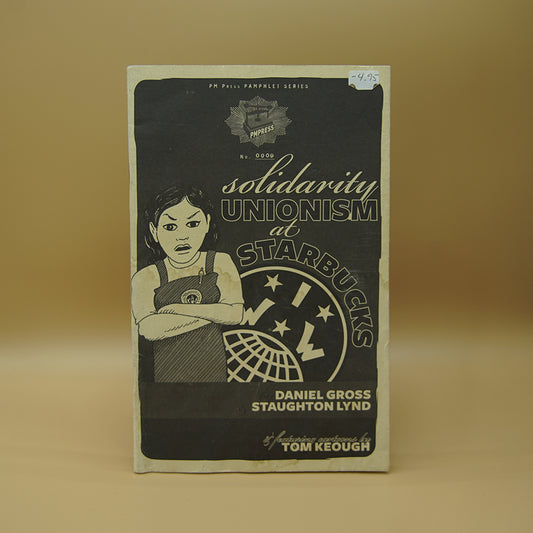 -4.95
PM PRESS PAMPHLET SERIES
PMPRESS
No. 0000
solidarity
UNIONISM
at
STARBUCKS
I
W W
DANIEL GROSS
STAUGHTON LYND
& featuring cartoons by
TOM KEOUGH